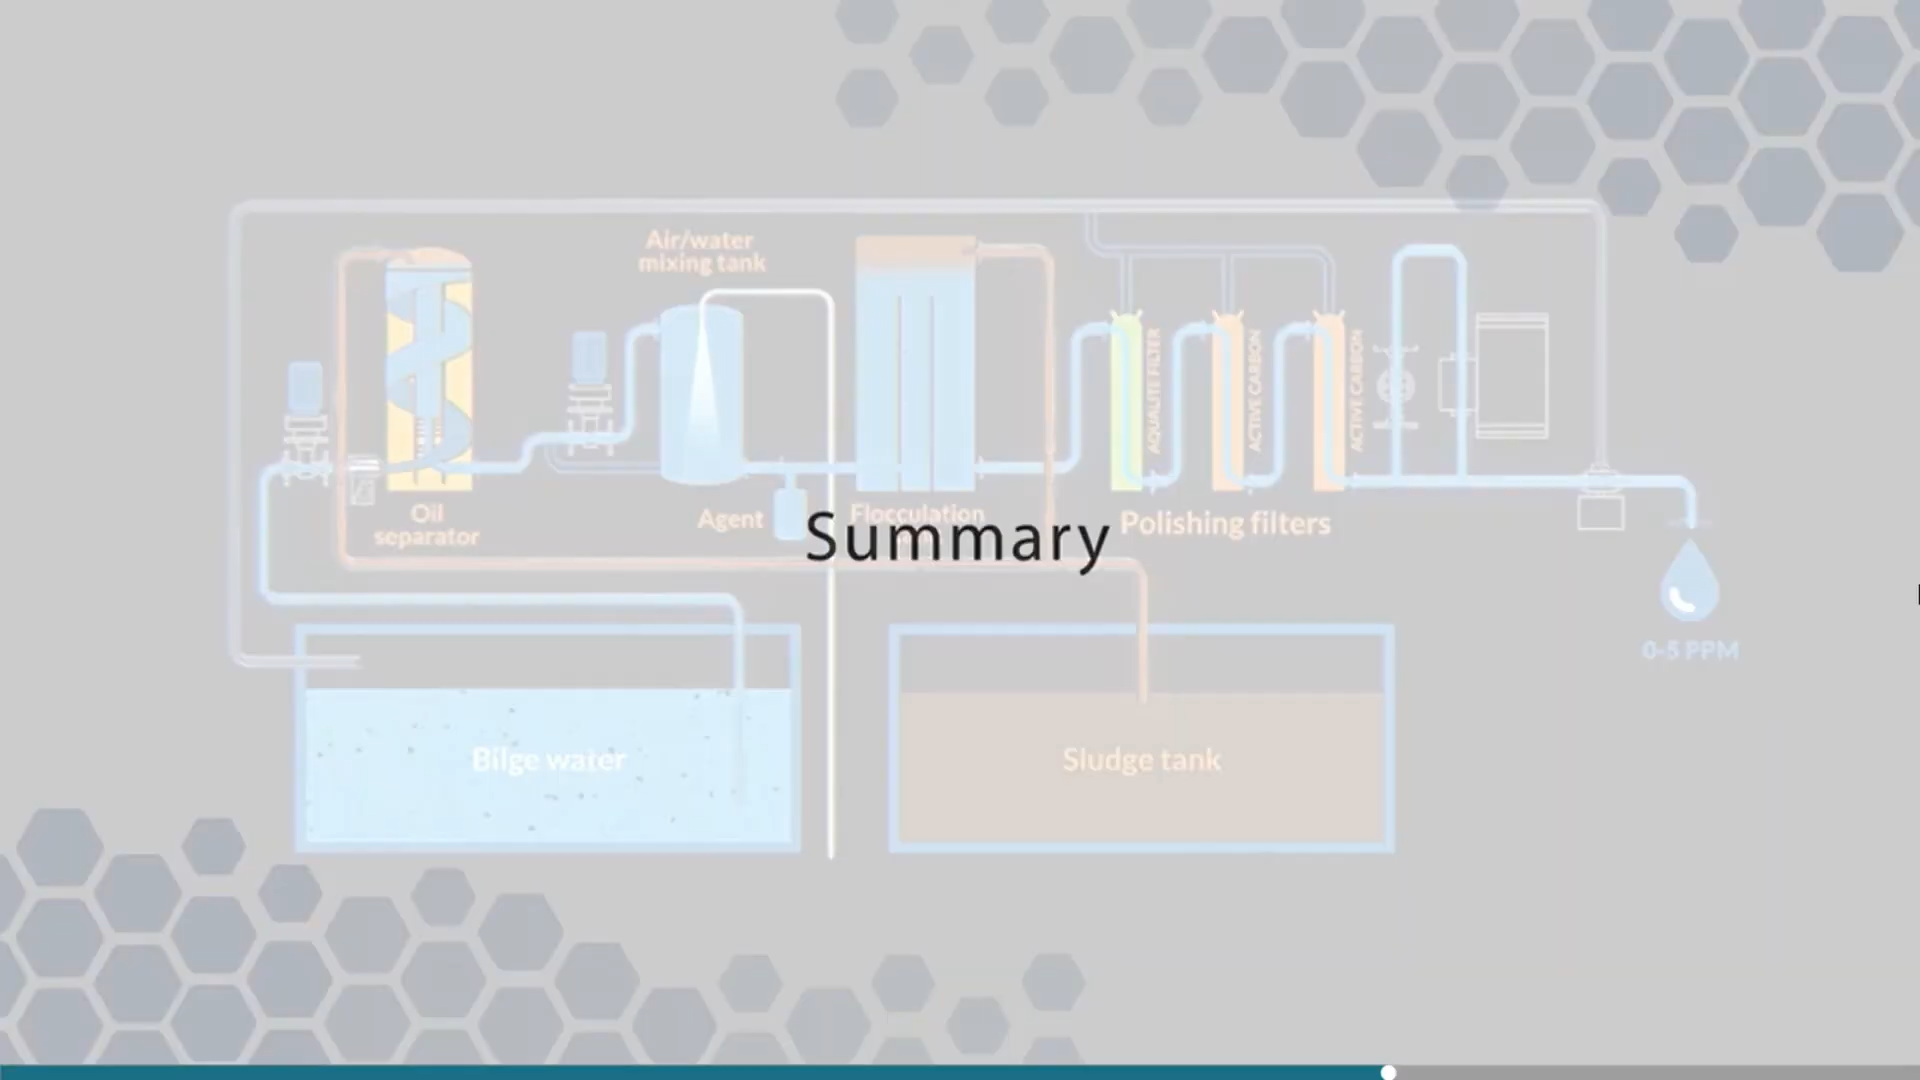 Air/water
mixing tank
AQUALITE FILTER
ACTIVE CARBON
ACTIVE CARBON
Oil
separator
Agent
Flocculation
Polishing filters
Summary
0-5 PPM
Bilge water
Sludge tank